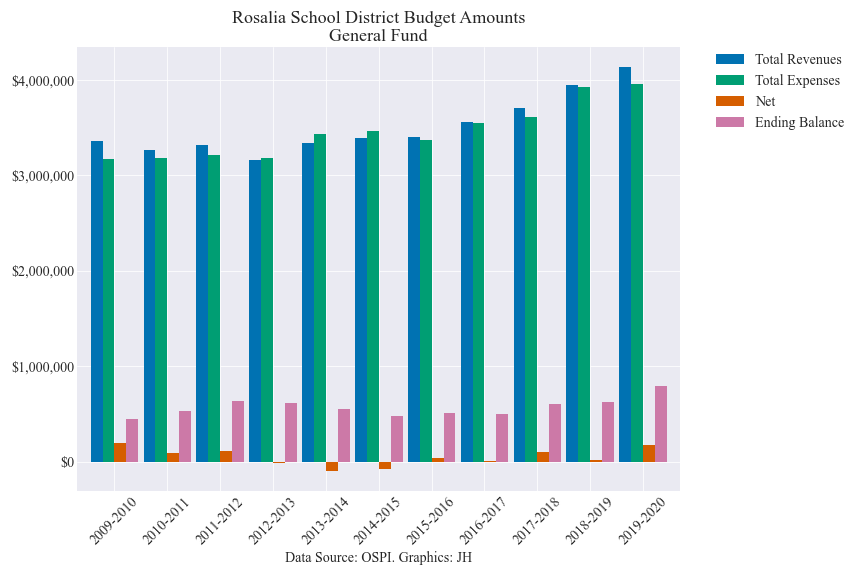 Rosalia School District Budget Amounts
General Fund
Total Revenues
Total Expenses
Net
Ending Balance
$4,000,000
$3,000,000
$2,000,000
$1,000,000
$0
2009-2010
2010-2011
2011-2012
2012-2013
2013-2014
2014-2015
2015-2016
2016-2017
2017-2018
2018-2019
2019-2020
Data Source: OSPI. Graphics: JH